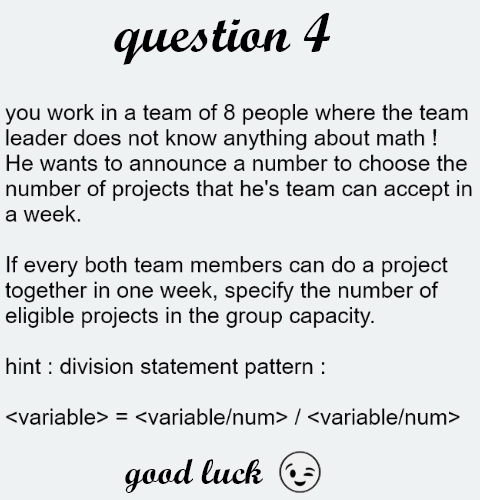 question 4
you work in a team of 8 people where the team
leader does not know anything about math !
He wants to announce a number to choose the
number of projects that he's team can accept in
a week.
If every both team members can do a project
together in one week, specify the number of
eligible projects in the group capacity.
hint : division statement pattern :
<variable> = <variable/num> / <variable/num>
good luck